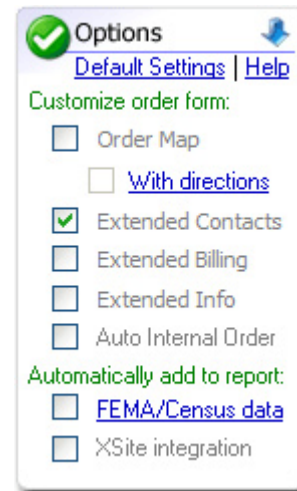 Options
Default Settings | Help
Customize order form:
Order Map
With directions
Extended Contacts
Extended Billing
Extended Info
Auto Internal Order
Automatically add to report:
FEMA/Census data
XSite integration